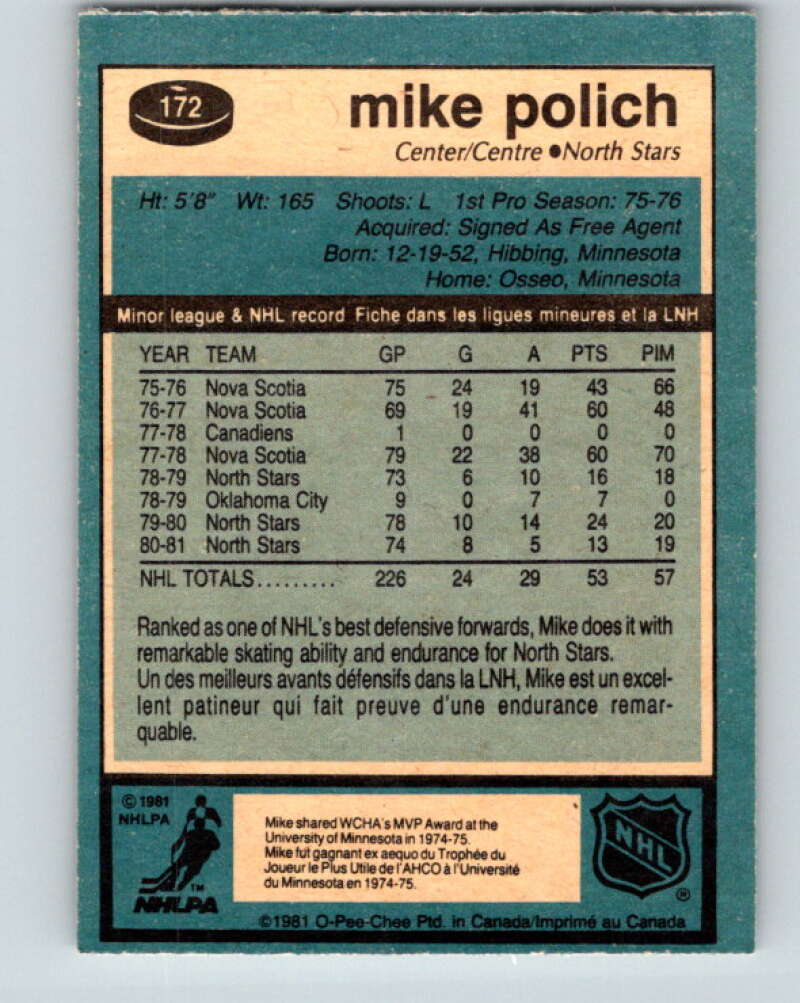 172
mike polich
Center/Centre ●North Stars
Ht: 5'8" Wt: 165 Shoots: L 1st Pro Season: 75-76
Acquired: Signed As Free Agent
Born: 12-19-52, Hibbing, Minnesota
Home: Osseo, Minnesota
Minor league & NHL record Fiche dans les ligues mineures et la LNH
YEAR TEAM GP G A PTS PIM
75-76 Nova Scotia 75 24 19 43 66
76-77 Nova Scotia 69 19 41 60 48
77-78 Canadiens 1 0 0 0 0
77-78 Nova Scotia 79 22 38 60 70
78-79 North Stars 73 6 10 16 18
78-79 Oklahoma City 9 0 7 7 0
79-80 North Stars 78 10 14 24 20
80-81 North Stars 74 8 5 13 19
NHL TOTALS......... 226 24 29 53 57
Ranked as one of NHL's best defensive forwards, Mike does it with
remarkable skating ability and endurance for North Stars.
Un des meilleurs avants défensifs dans la LNH, Mike est un excel-
lent patineur qui fait preuve d'une endurance remar-
quable.
© 1981
NHLPA
TM
NHLPA
Mike shared WCHA's MVP Award at the
University of Minnesota in 1974-75.
Mike fut gagnant ex aequo du Trophée du
Joueur le Plus Utile de l'AHCO à l'Université
du Minnesota en 1974-75.
NHL
®
©1981 O-Pee-Chee Ptd. in Canada/Imprimé au Canada